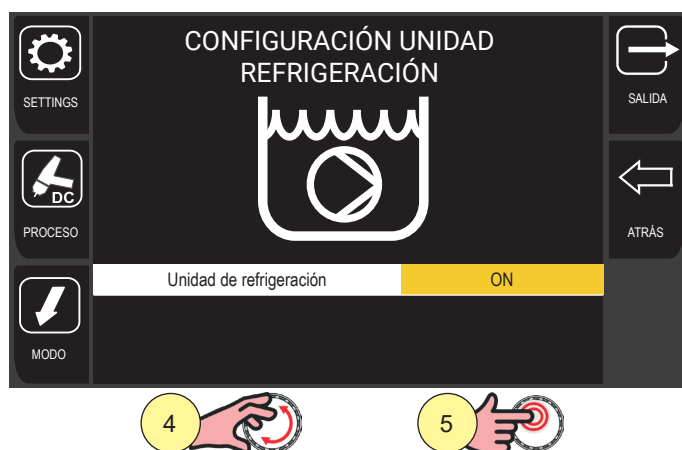 CONFIGURACIÓN UNIDAD
REFRIGERACIÓN
SETTINGS
SALIDA
DC
PROCESO
ATRÁS
Unidad de refrigeración
ON
MODO
4
5